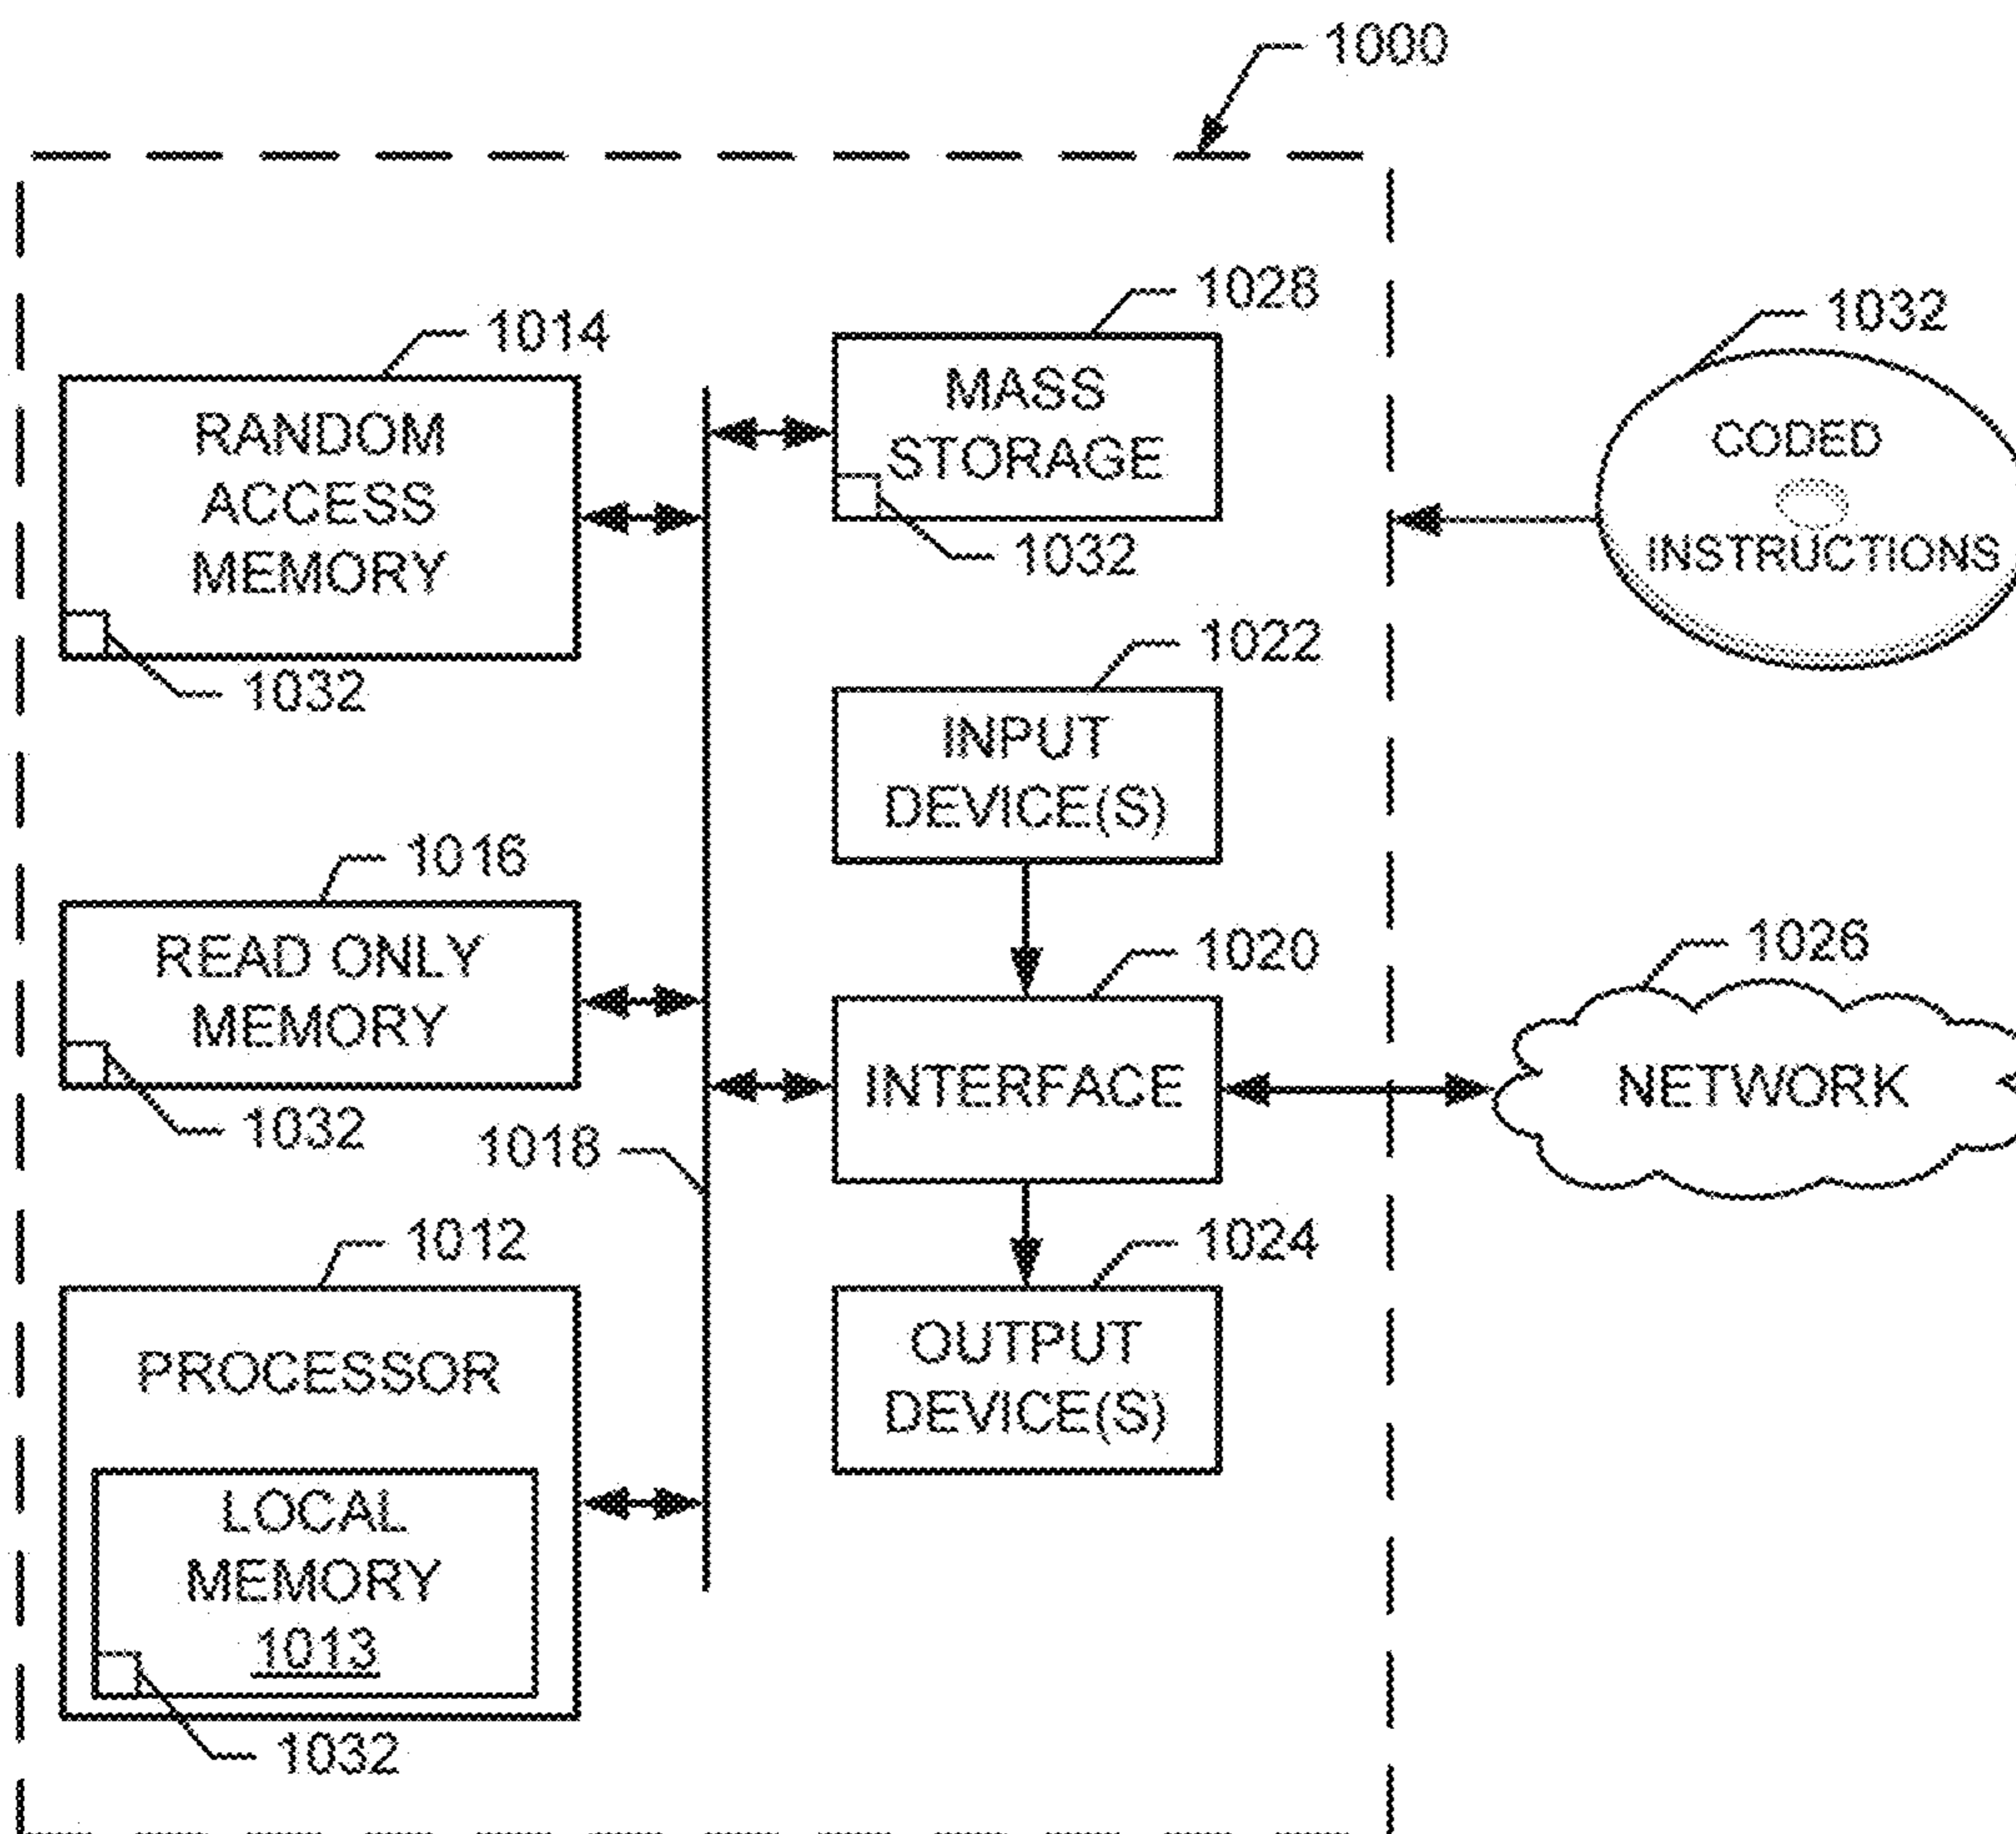 1000
1014
RANDOM
ACCESS
MEMORY
1032
1028
MASS
STORAGE
1032
1032
CODED
INSTRUCTIONS
1022
INPUT
DEVICE(S)
1016
READ ONLY
MEMORY
1032
1018
1020
INTERFACE
1026
NETWORK
1012
PROCESSOR
LOCAL
MEMORY
1013
1032
1024
OUTPUT
DEVICE(S)